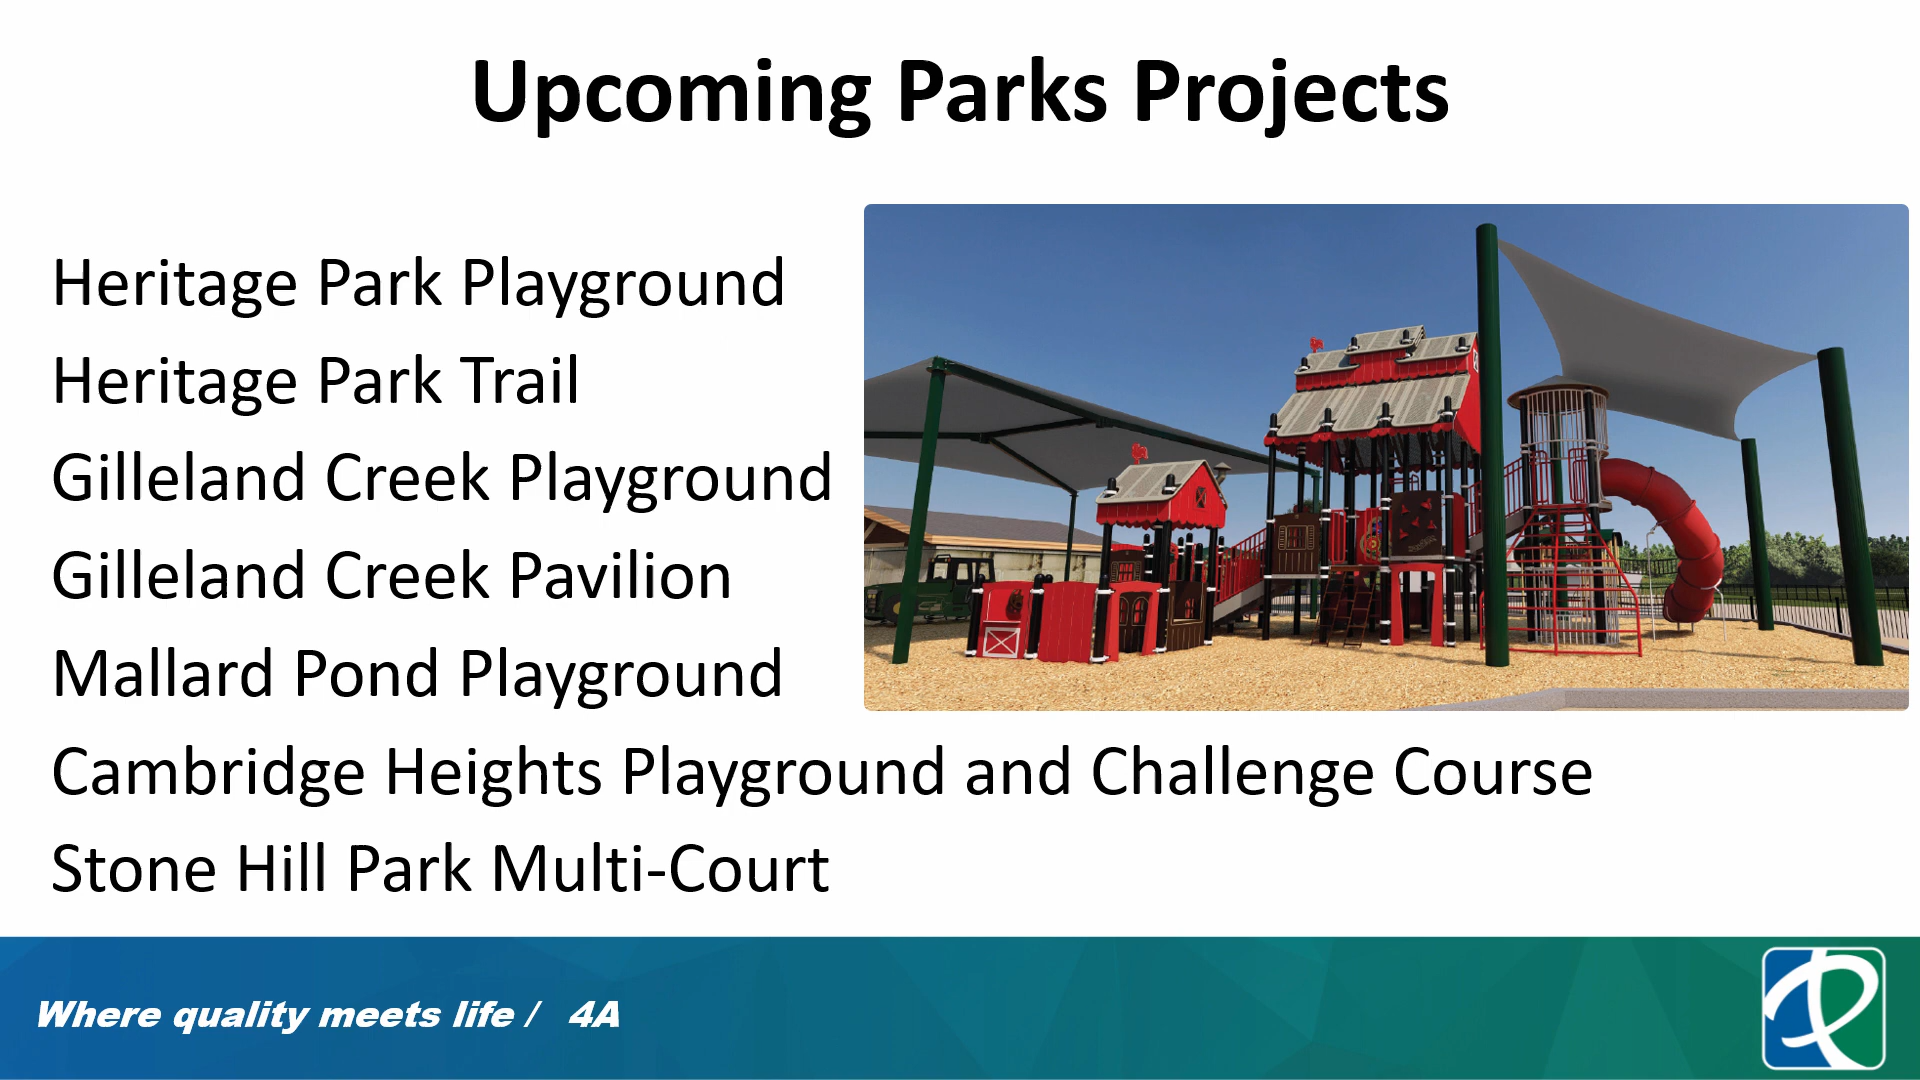 Upcoming Parks Projects
Heritage Park Playground
Heritage Park Trail
Gilleland Creek Playground
Gilleland Creek Pavilion
Mallard Pond Playground
Cambridge Heights Playground and Challenge Course
Stone Hill Park Multi-Court
Where quality meets life / 4A